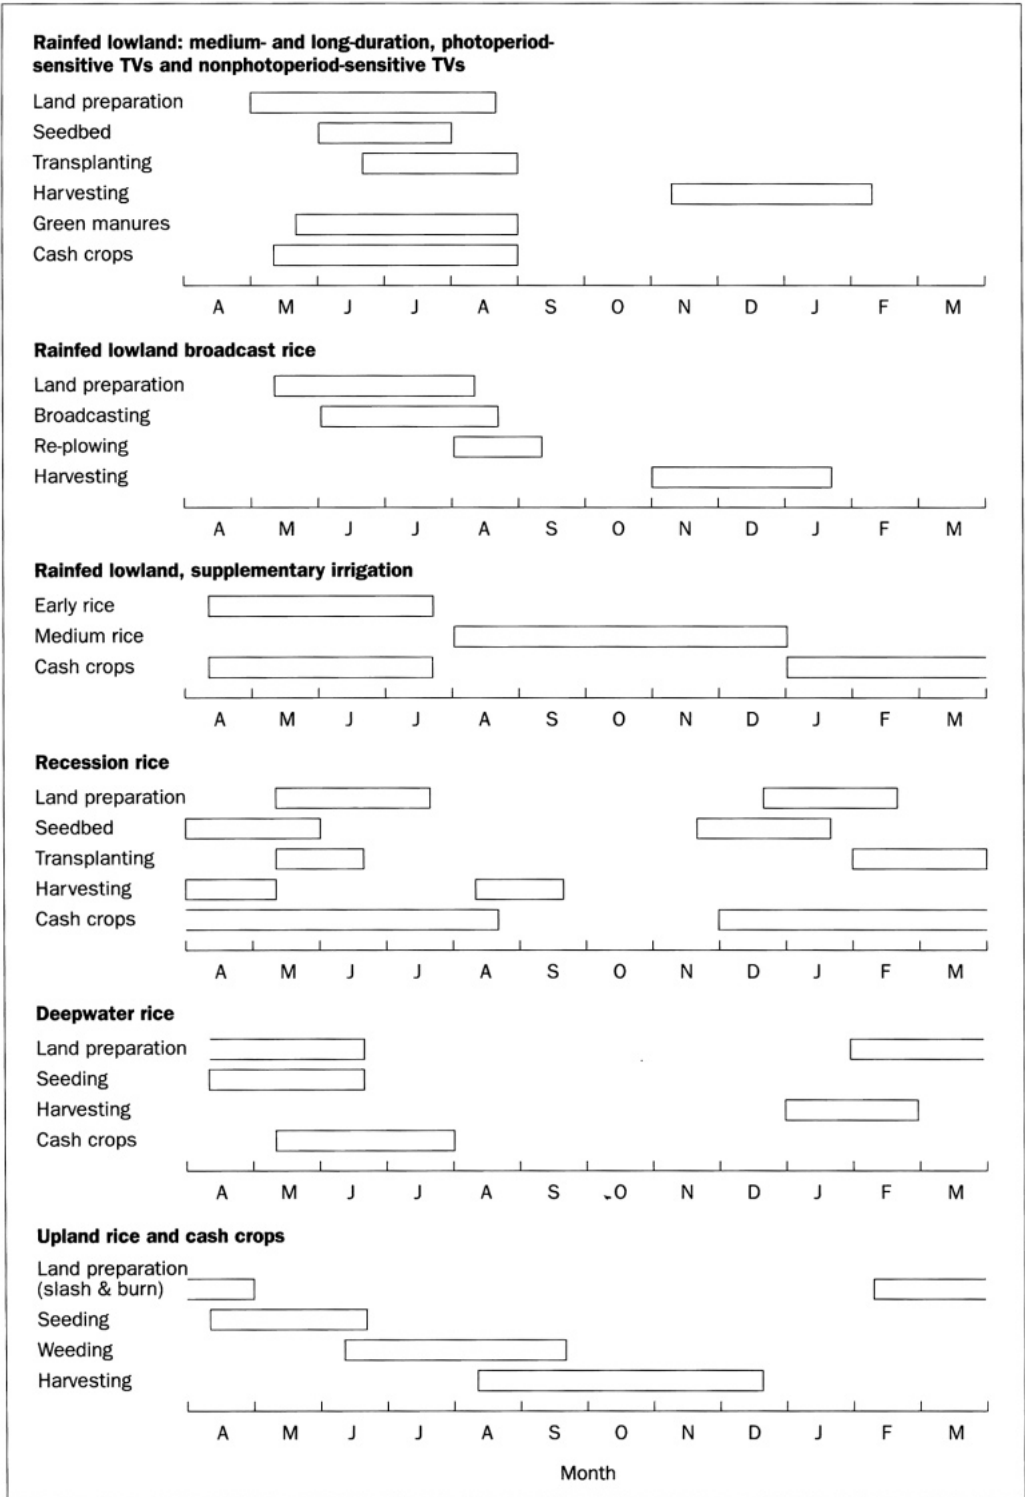 Rainfed lowland: medium- and long-duration, photoperiod-
sensitive TVs and nonphotoperiod-sensitive TVs
Land preparation
Seedbed
Transplanting
Harvesting
Green manures
Cash crops
A M J J A S O N D J F M
Rainfed lowland broadcast rice
Land preparation
Broadcasting
Re-plowing
Harvesting
A M J J A S O N D J F M
Rainfed lowland, supplementary irrigation
Early rice
Medium rice
Cash crops
A M J J A S O N D J F M
Recession rice
Land preparation
Seedbed
Transplanting
Harvesting
Cash crops
A M J J A S O N D J F M
Deepwater rice
Land preparation
Seeding
Harvesting
Cash crops
A M J J A S O N D J F M
Upland rice and cash crops
Land preparation
(slash & burn)
Seeding
Weeding
Harvesting
A M J J A S O N D J F M
Month